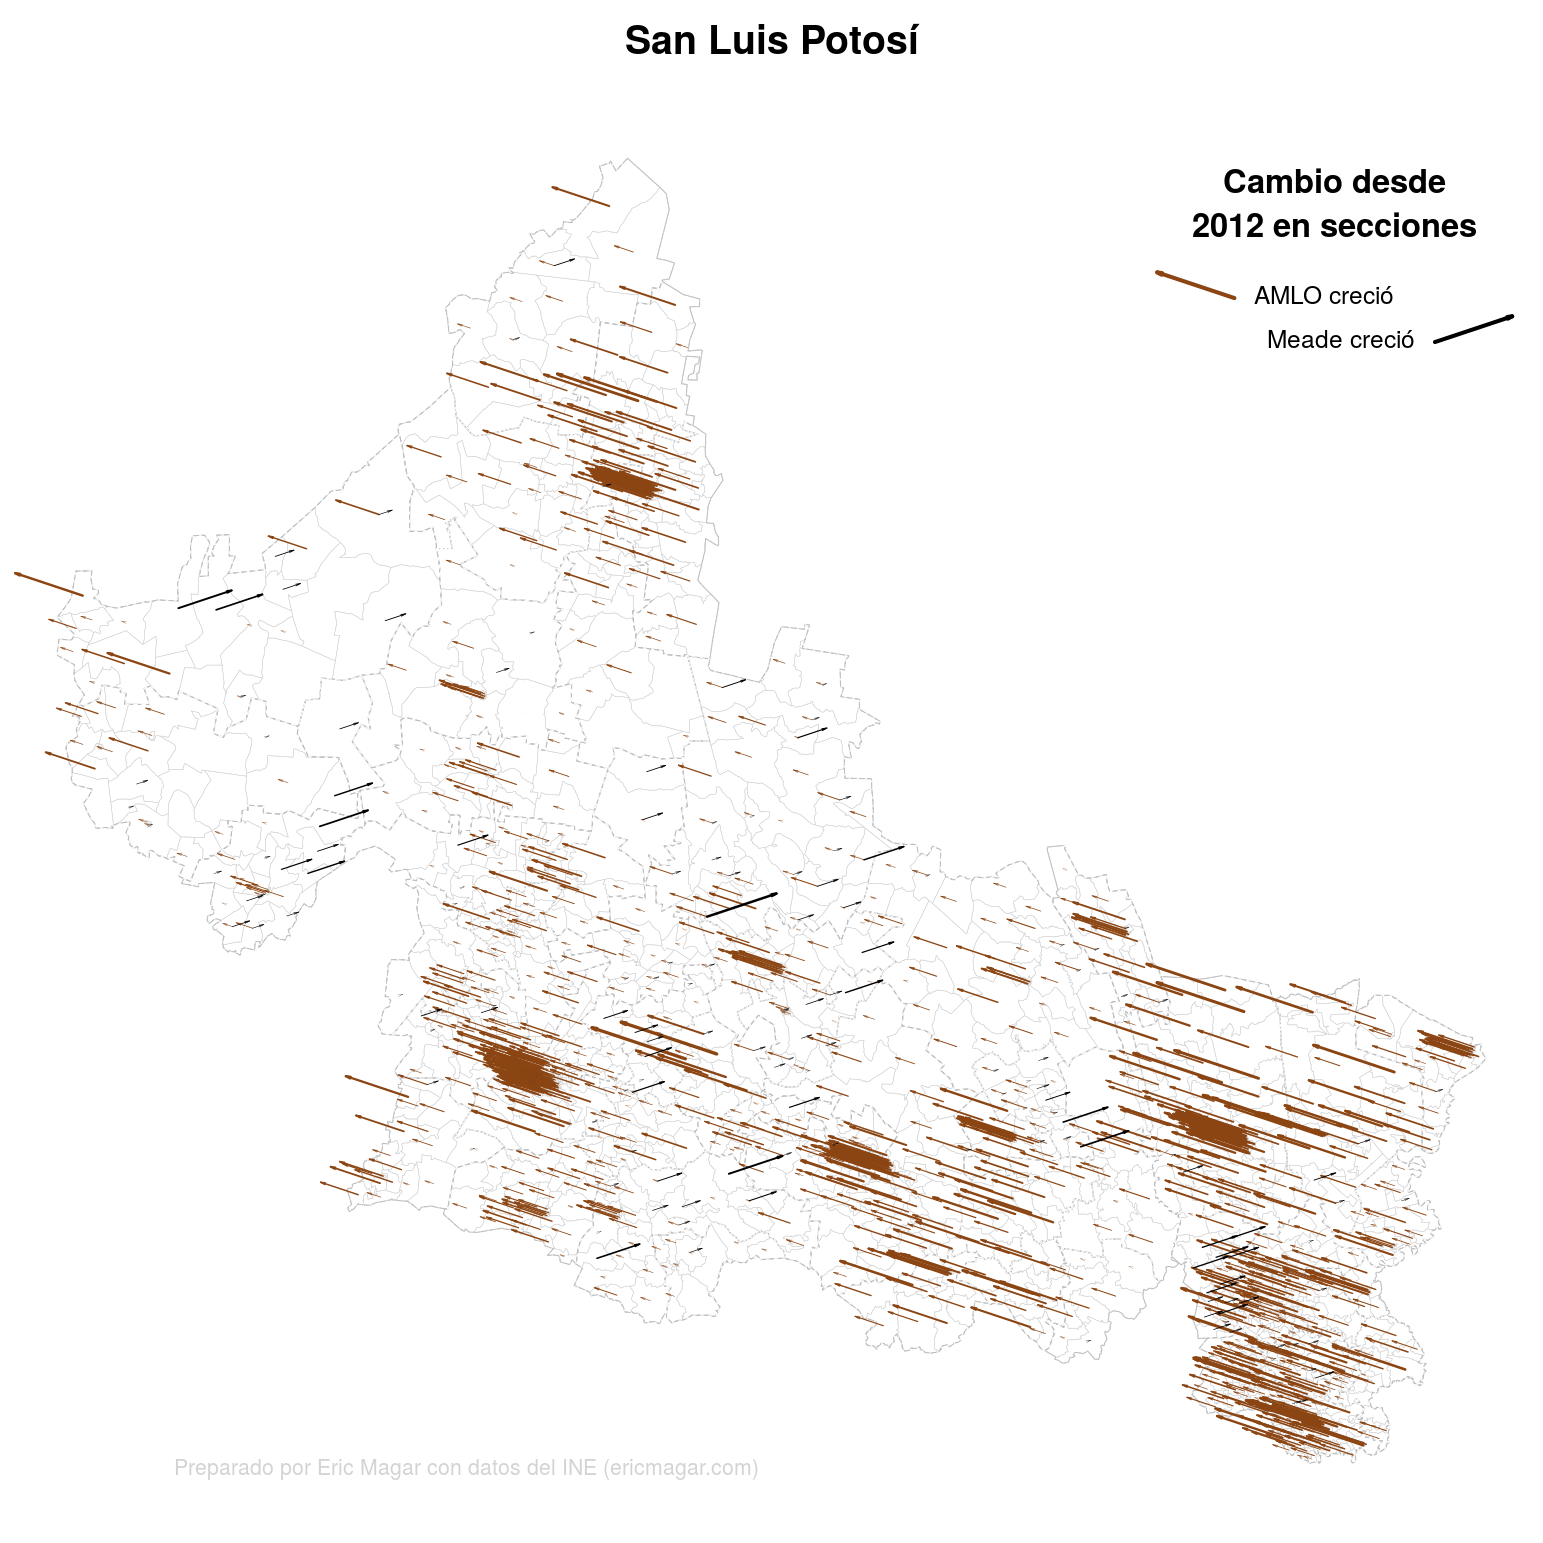 San Luis Potosí
Cambio desde
2012 en secciones
AMLO creció
Meade creció
Preparado por Eric Magar con datos del INE (ericmagar.com)